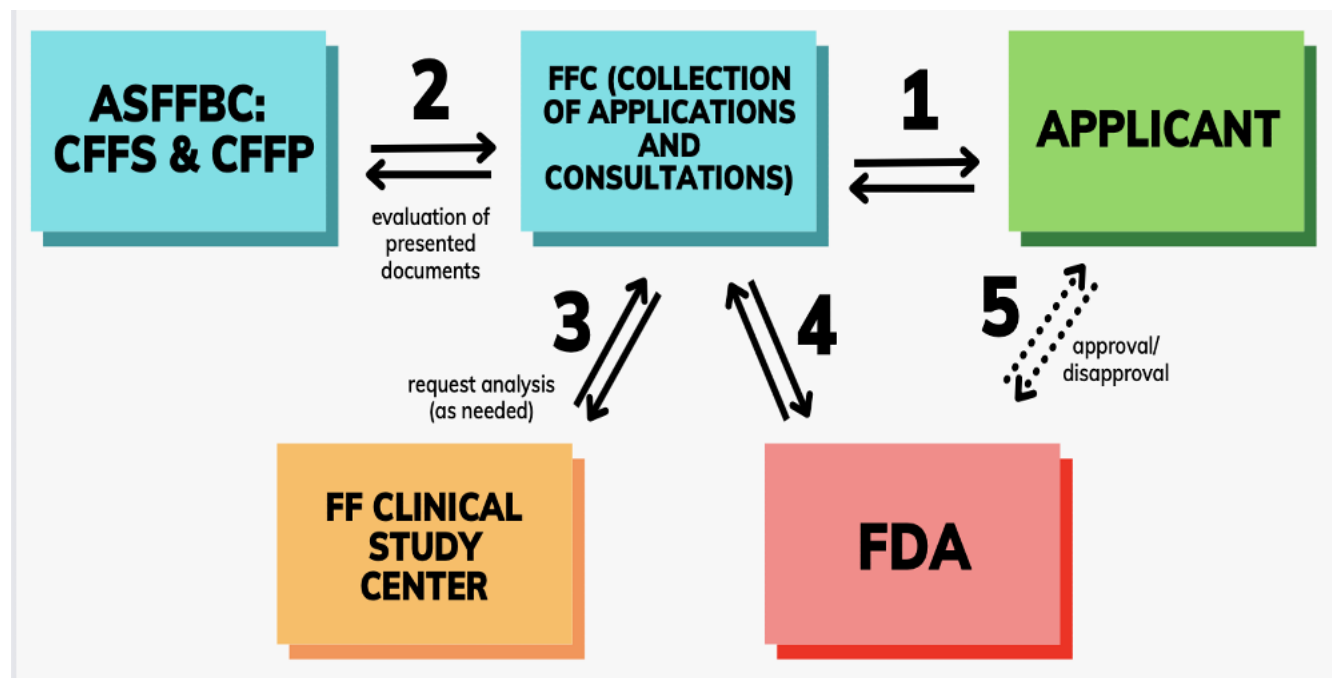 ASFFBC:
CFFS & CFFP
2
evaluation of
presented
documents
FFC (COLLECTION
OF APPLICATIONS
AND
CONSULTATIONS)
1
APPLICANT
3
request analysis
(as needed)
4
5
approval/
disapproval
FF CLINICAL
STUDY
CENTER
FDA